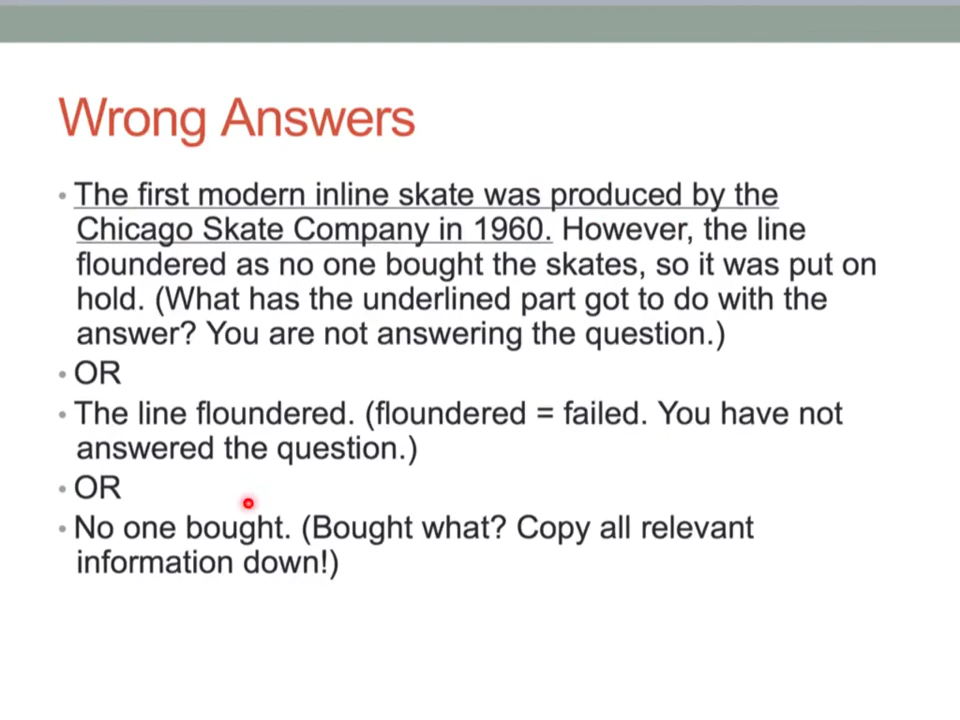 Wrong Answers
• The first modern inline skate was produced by the
Chicago Skate Company in 1960. However, the line
floundered as no one bought the skates, so it was put on
hold. (What has the underlined part got to do with the
answer? You are not answering the question.)
• OR
• The line floundered. (floundered = failed. You have not
answered the question.)
• OR
• No one bought. (Bought what? Copy all relevant
information down!)